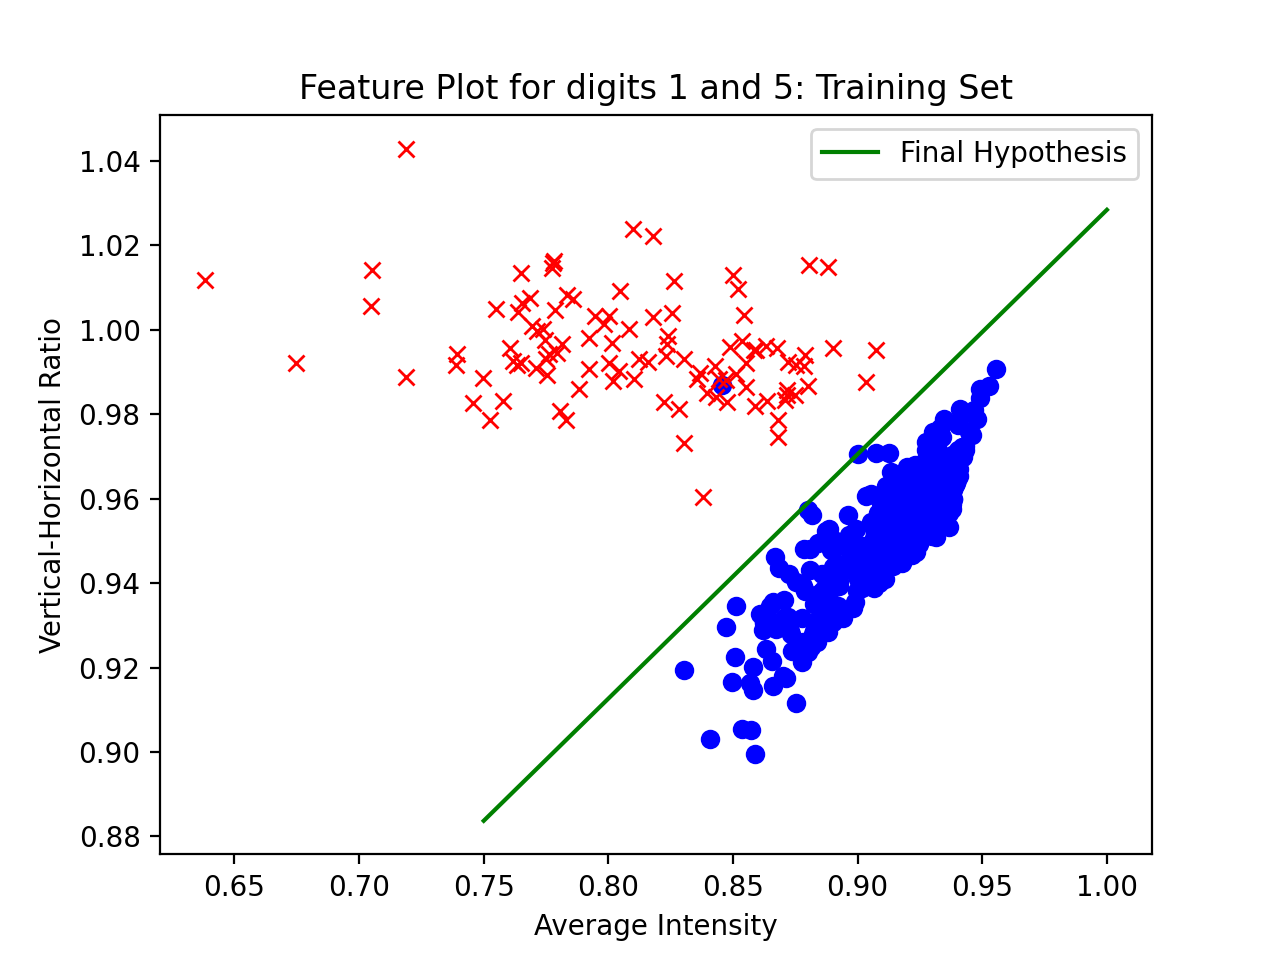 Feature Plot for digits 1 and 5: Training Set
Final Hypothesis
1.04
1.02
1.00
0.98
0.96
0.94
0.92
0.90
0.88
Vertical-Horizontal Ratio
0.65 0.70 0.75 0.80 0.85 0.90 0.95 1.00
Average Intensity